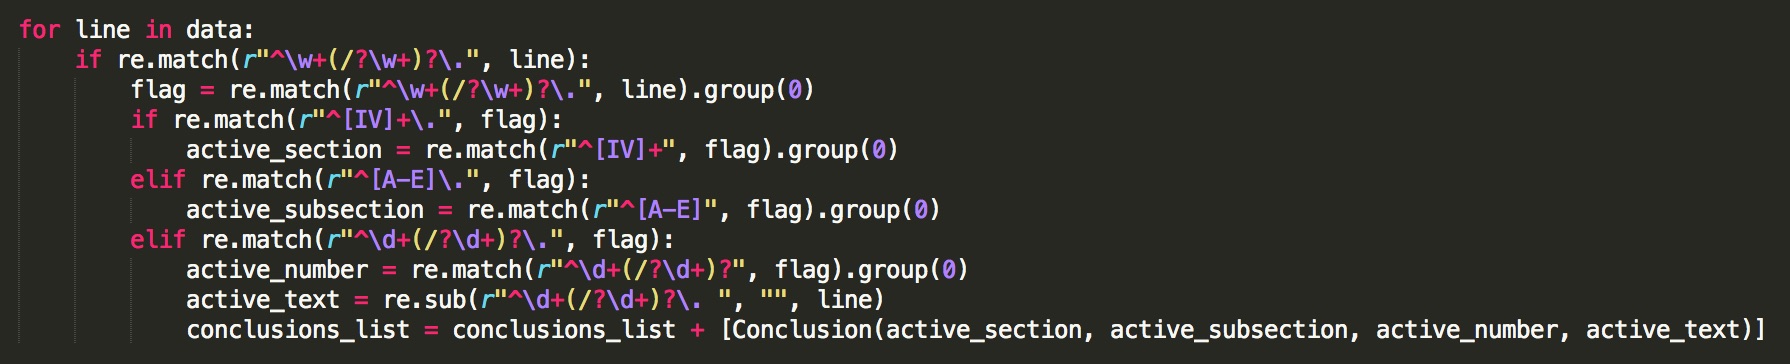 for line in data:
    if re.match(r"^\w+(/?\w+)?\.", line):
        flag = re.match(r"^\w+(/?\w+)?\.", line).group(0)
        if re.match(r"^[IV]+\.", flag):
            active_section = re.match(r"^[IV]+", flag).group(0)
        elif re.match(r"^[A-E]\.", flag):
            active_subsection = re.match(r"^[A-E]", flag).group(0)
        elif re.match(r"^\d+(/?\d+)?\.", flag):
            active_number = re.match(r"^\d+(/?\d+)?", flag).group(0)
            active_text = re.sub(r"^\d+(/?\d+)?\. ", "", line)
            conclusions_list = conclusions_list + [Conclusion(active_section, active_subsection, active_number, active_text)]